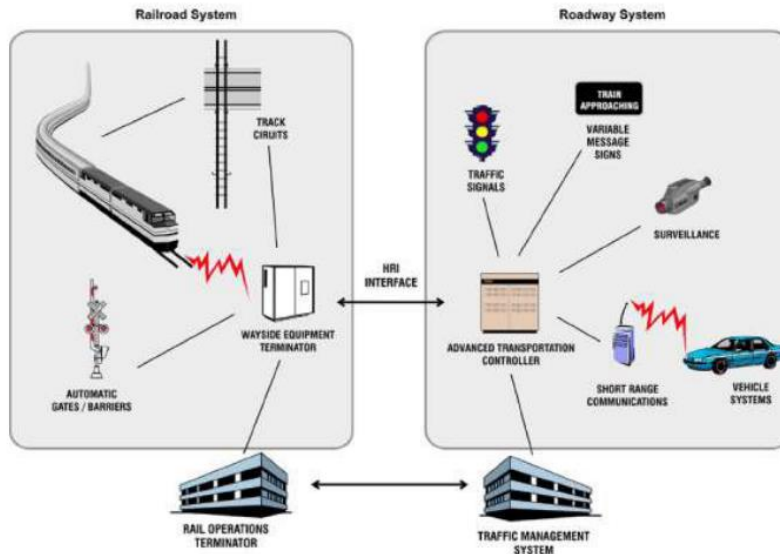 Railroad System
Roadway System
TRACK
CIRUITS
TRAIN
APPROACHING
VARIABLE
MESSAGE
SIGNS
TRAFFIC
SIGNALS
SURVEILLANCE
HRI
INTERFACE
WAYSIDE EQUIPMENT
TERMINATOR
ADVANCED TRANSPORTATION
CONTROLLER
AUTOMATIC
GATES / BARRIERS
SHORT RANGE
COMMUNICATIONS
VEHICLE
SYSTEMS
RAIL OPERATIONS
TERMINATOR
TRAFFIC MANAGEMENT
SYSTEM